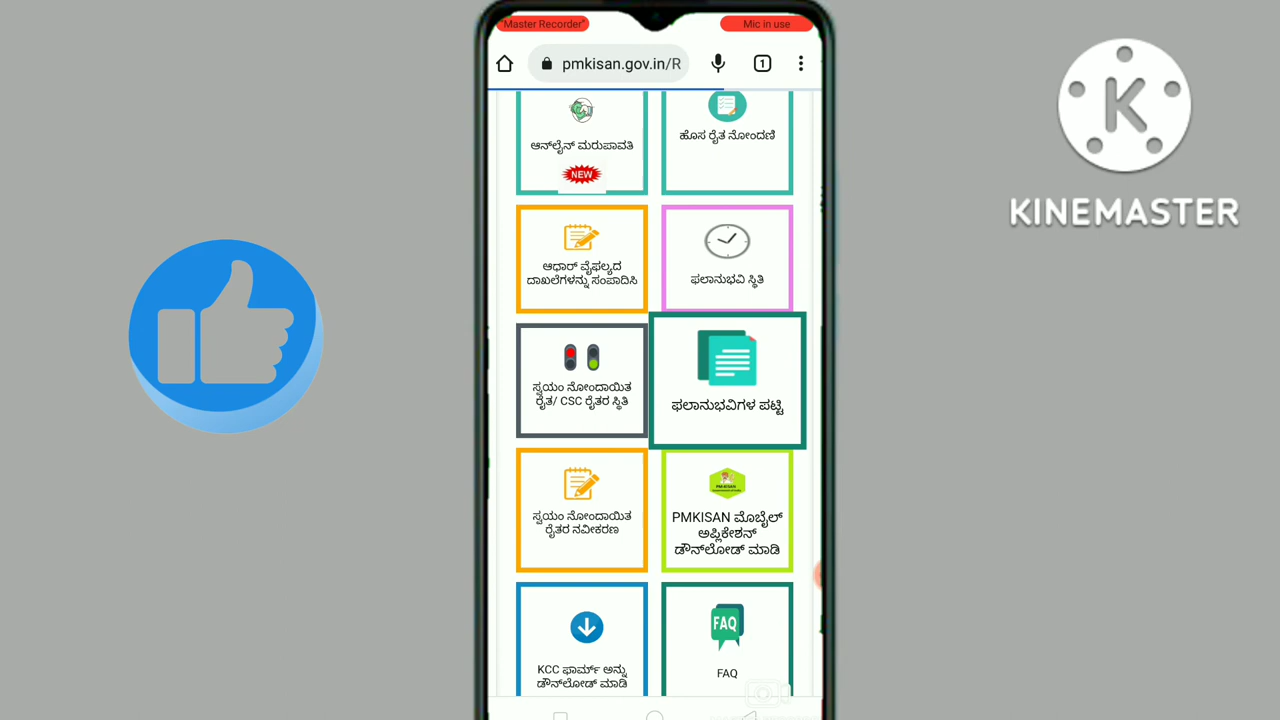 "Master Recorder"
Mic in use
pmkisan.gov.in/R
1
KINEMASTER
ಆನ್‌ಲೈನ್ ಮರುಪಾವತಿ
NEW
ಹೊಸ ರೈತ ನೋಂದಣಿ
ಆಧಾರ್ ವೈಫಲ್ಯದ
ದಾಖಲೆಗಳನ್ನು ಸಂಪಾದಿಸಿ
ಫಲಾನುಭವಿ ಸ್ಥಿತಿ
ಸ್ವಯಂ ನೋಂದಾಯಿತ
ರೈತ/ CSC ರೈತರ ಸ್ಥಿತಿ
ಫಲಾನುಭವಿಗಳ ಪಟ್ಟಿ
ಸ್ವಯಂ ನೋಂದಾಯಿತ
ರೈತರ ನವೀಕರಣ
PMKISAN
PMKISAN ಮೊಬೈಲ್
ಅಪ್ಲಿಕೇಶನ್
ಡೌನ್‌ಲೋಡ್ ಮಾಡಿ
KCC ಫಾರ್ಮ್ ಅನ್ನು
ಡೌನ್‌ಲೋಡ್ ಮಾಡಿ
FAQ
FAQ